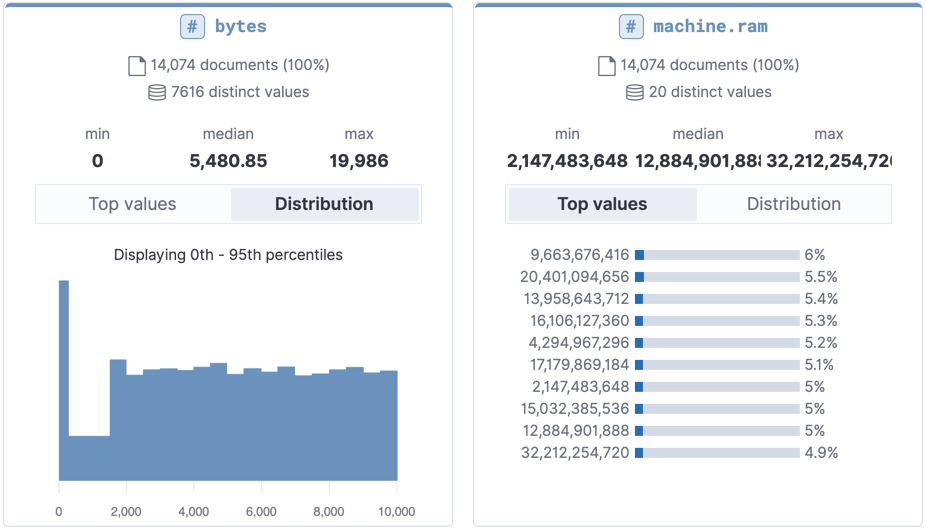 # bytes
14,074 documents (100%)
7616 distinct values
min median max
0 5,480.85 19,986
Top values Distribution
Displaying 0th - 95th percentiles
0 2,000 4,000 6,000 8,000 10,000
# machine.ram
14,074 documents (100%)
20 distinct values
min median max
2,147,483,648 12,884,901,88 32,212,254,72
Top values Distribution
9,663,676,416 6%
20,401,094,656 5.5%
13,958,643,712 5.4%
16,106,127,360 5.3%
4,294,967,296 5.2%
17,179,869,184 5.1%
2,147,483,648 5%
15,032,385,536 5%
12,884,901,888 5%
32,212,254,720 4.9%